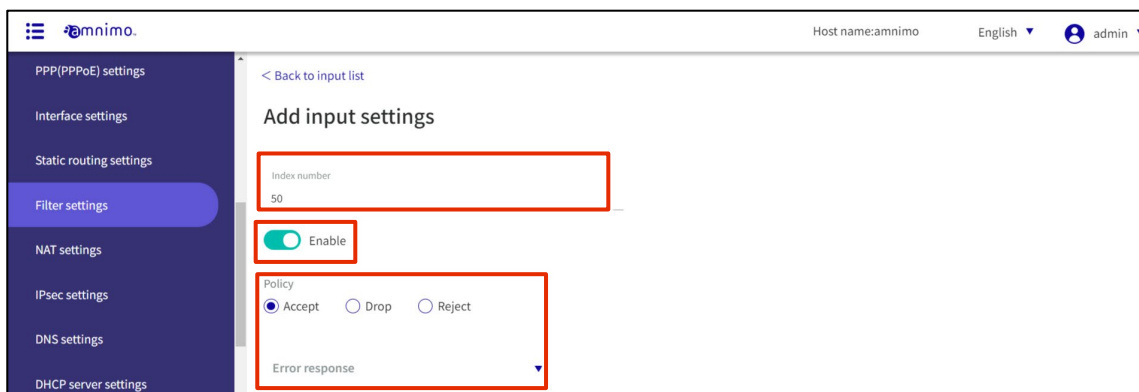 amnimo
Host name:amnimo
English
admin
PPP(PPPoE) settings
Interface settings
Static routing settings
Filter settings
NAT settings
IPsec settings
DNS settings
DHCP server settings
< Back to input list
Add input settings
Index number
50
Enable
Policy
Accept Drop Reject
Error response